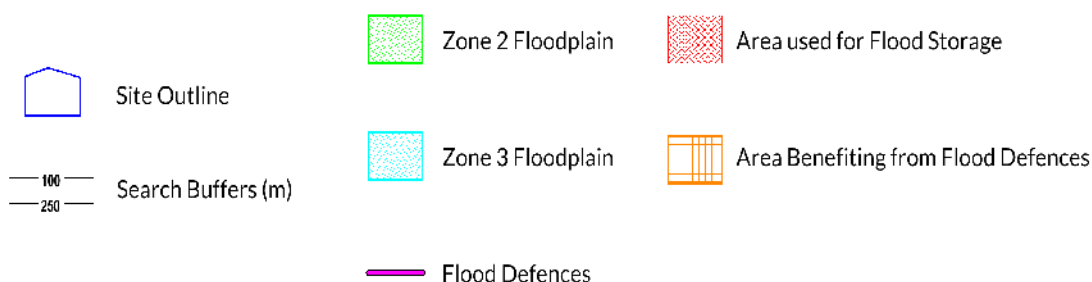 Site Outline
100
250
Search Buffers (m)
Zone 2 Floodplain
Zone 3 Floodplain
Flood Defences
Area used for Flood Storage
Area Benefiting from Flood Defences